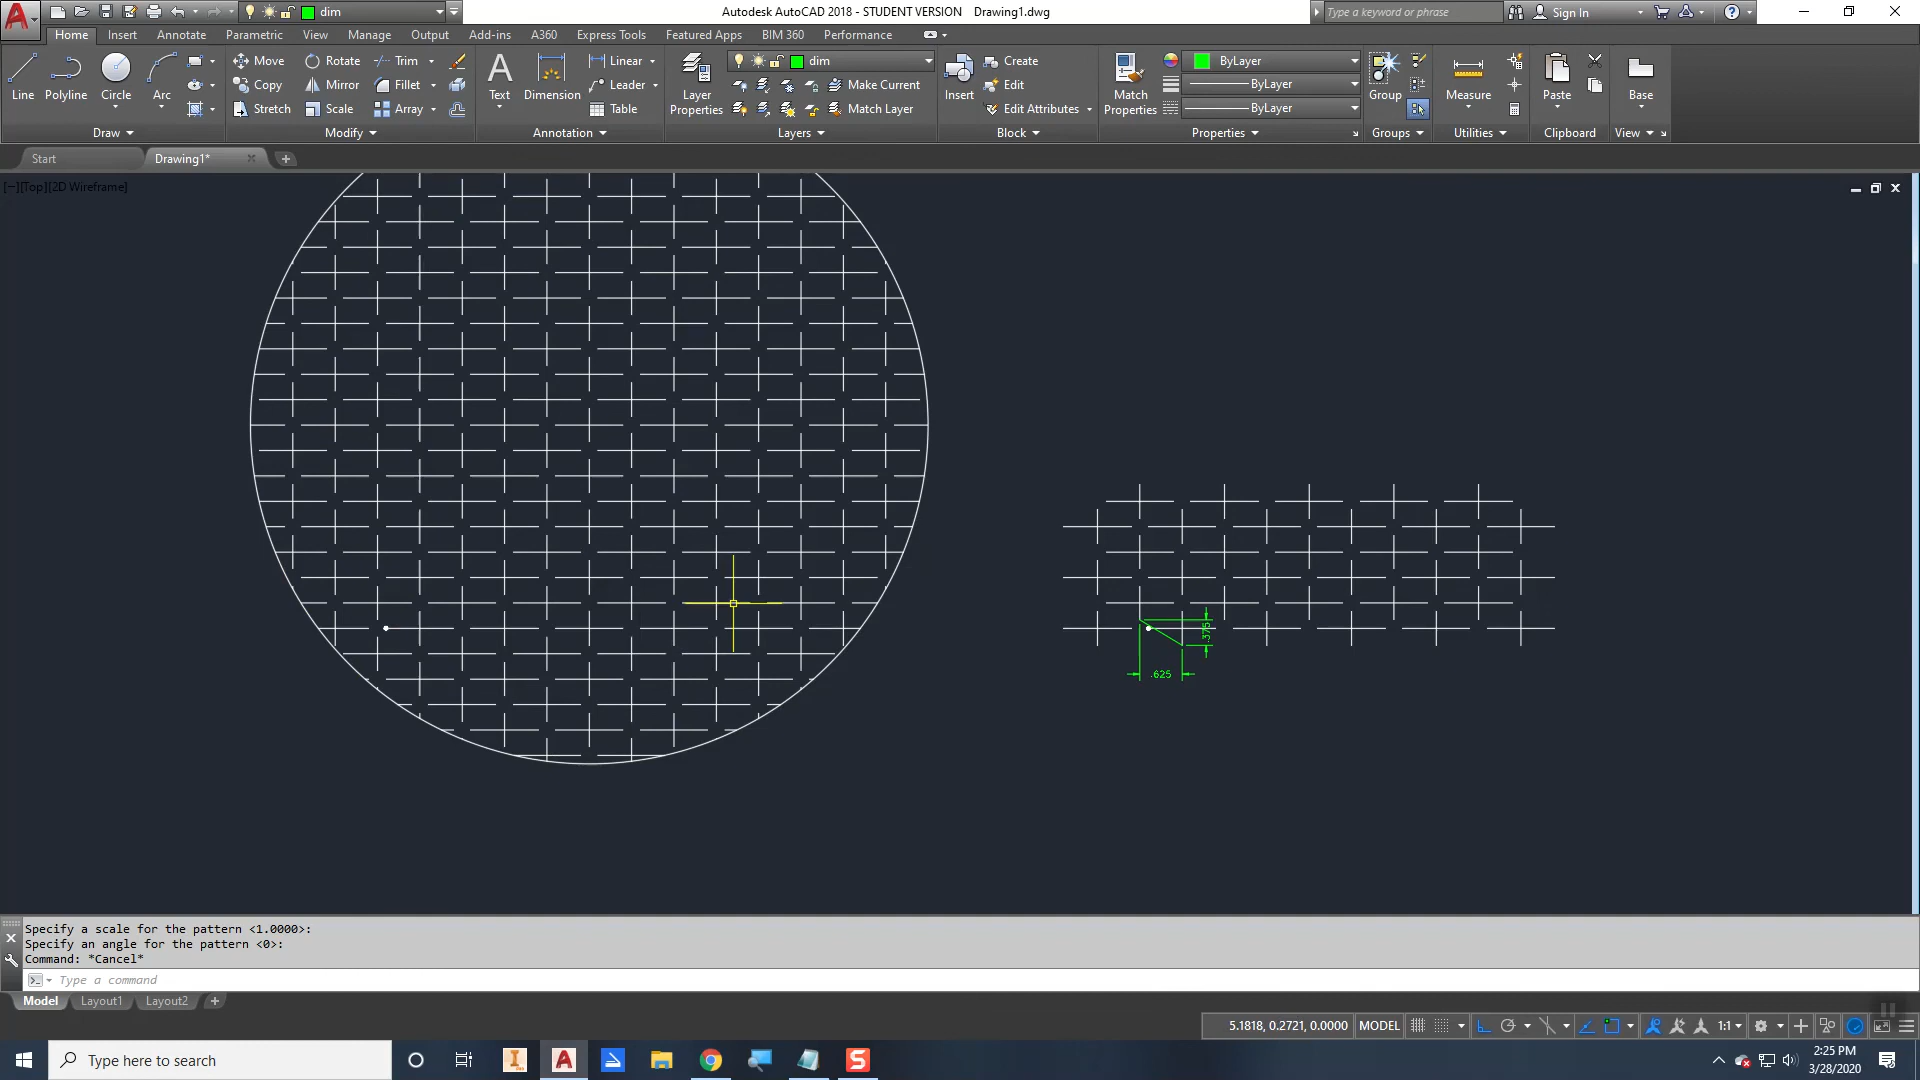 dim
Autodesk AutoCAD 2018 - STUDENT VERSION    Drawing1.dwg
Type a keyword or phrase
Sign In
Home Insert Annotate Parametric View Manage Output Add-ins A360 Express Tools Featured Apps BIM 360 Performance
Line
Polyline
Circle
Arc
Draw
Move
Rotate
Trim
Copy
Mirror
Fillet
Stretch
Scale
Array
Modify
Text
Dimension
Linear
Leader
Table
Annotation
Layer
Properties
dim
Make Current
Match Layer
Layers
Insert
Create
Edit
Edit Attributes
Block
Match
Properties
ByLayer
ByLayer
ByLayer
Properties
Group
Groups
Measure
Utilities
Paste
Clipboard
Base
View
Start
Drawing1*
[−][Top][2D Wireframe]
.375
.625
Specify a scale for the pattern <1.0000>:
Specify an angle for the pattern <0>:
Command: *Cancel*
Type a command
Model Layout1 Layout2
5.1818, 0.2721, 0.0000 MODEL 1:1
Type here to search
2:25 PM
3/28/2020